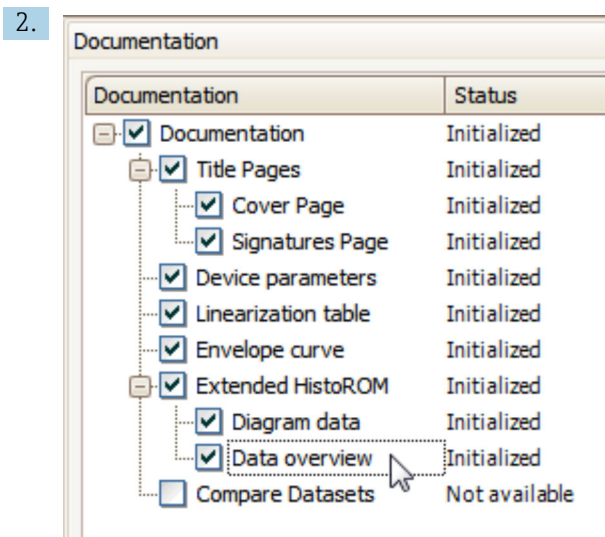 2.
Documentation
Documentation Status
Documentation Initialized
Title Pages Initialized
Cover Page Initialized
Signatures Page Initialized
Device parameters Initialized
Linearization table Initialized
Envelope curve Initialized
Extended HistoROM Initialized
Diagram data Initialized
Data overview Initialized
Compare Datasets Not available